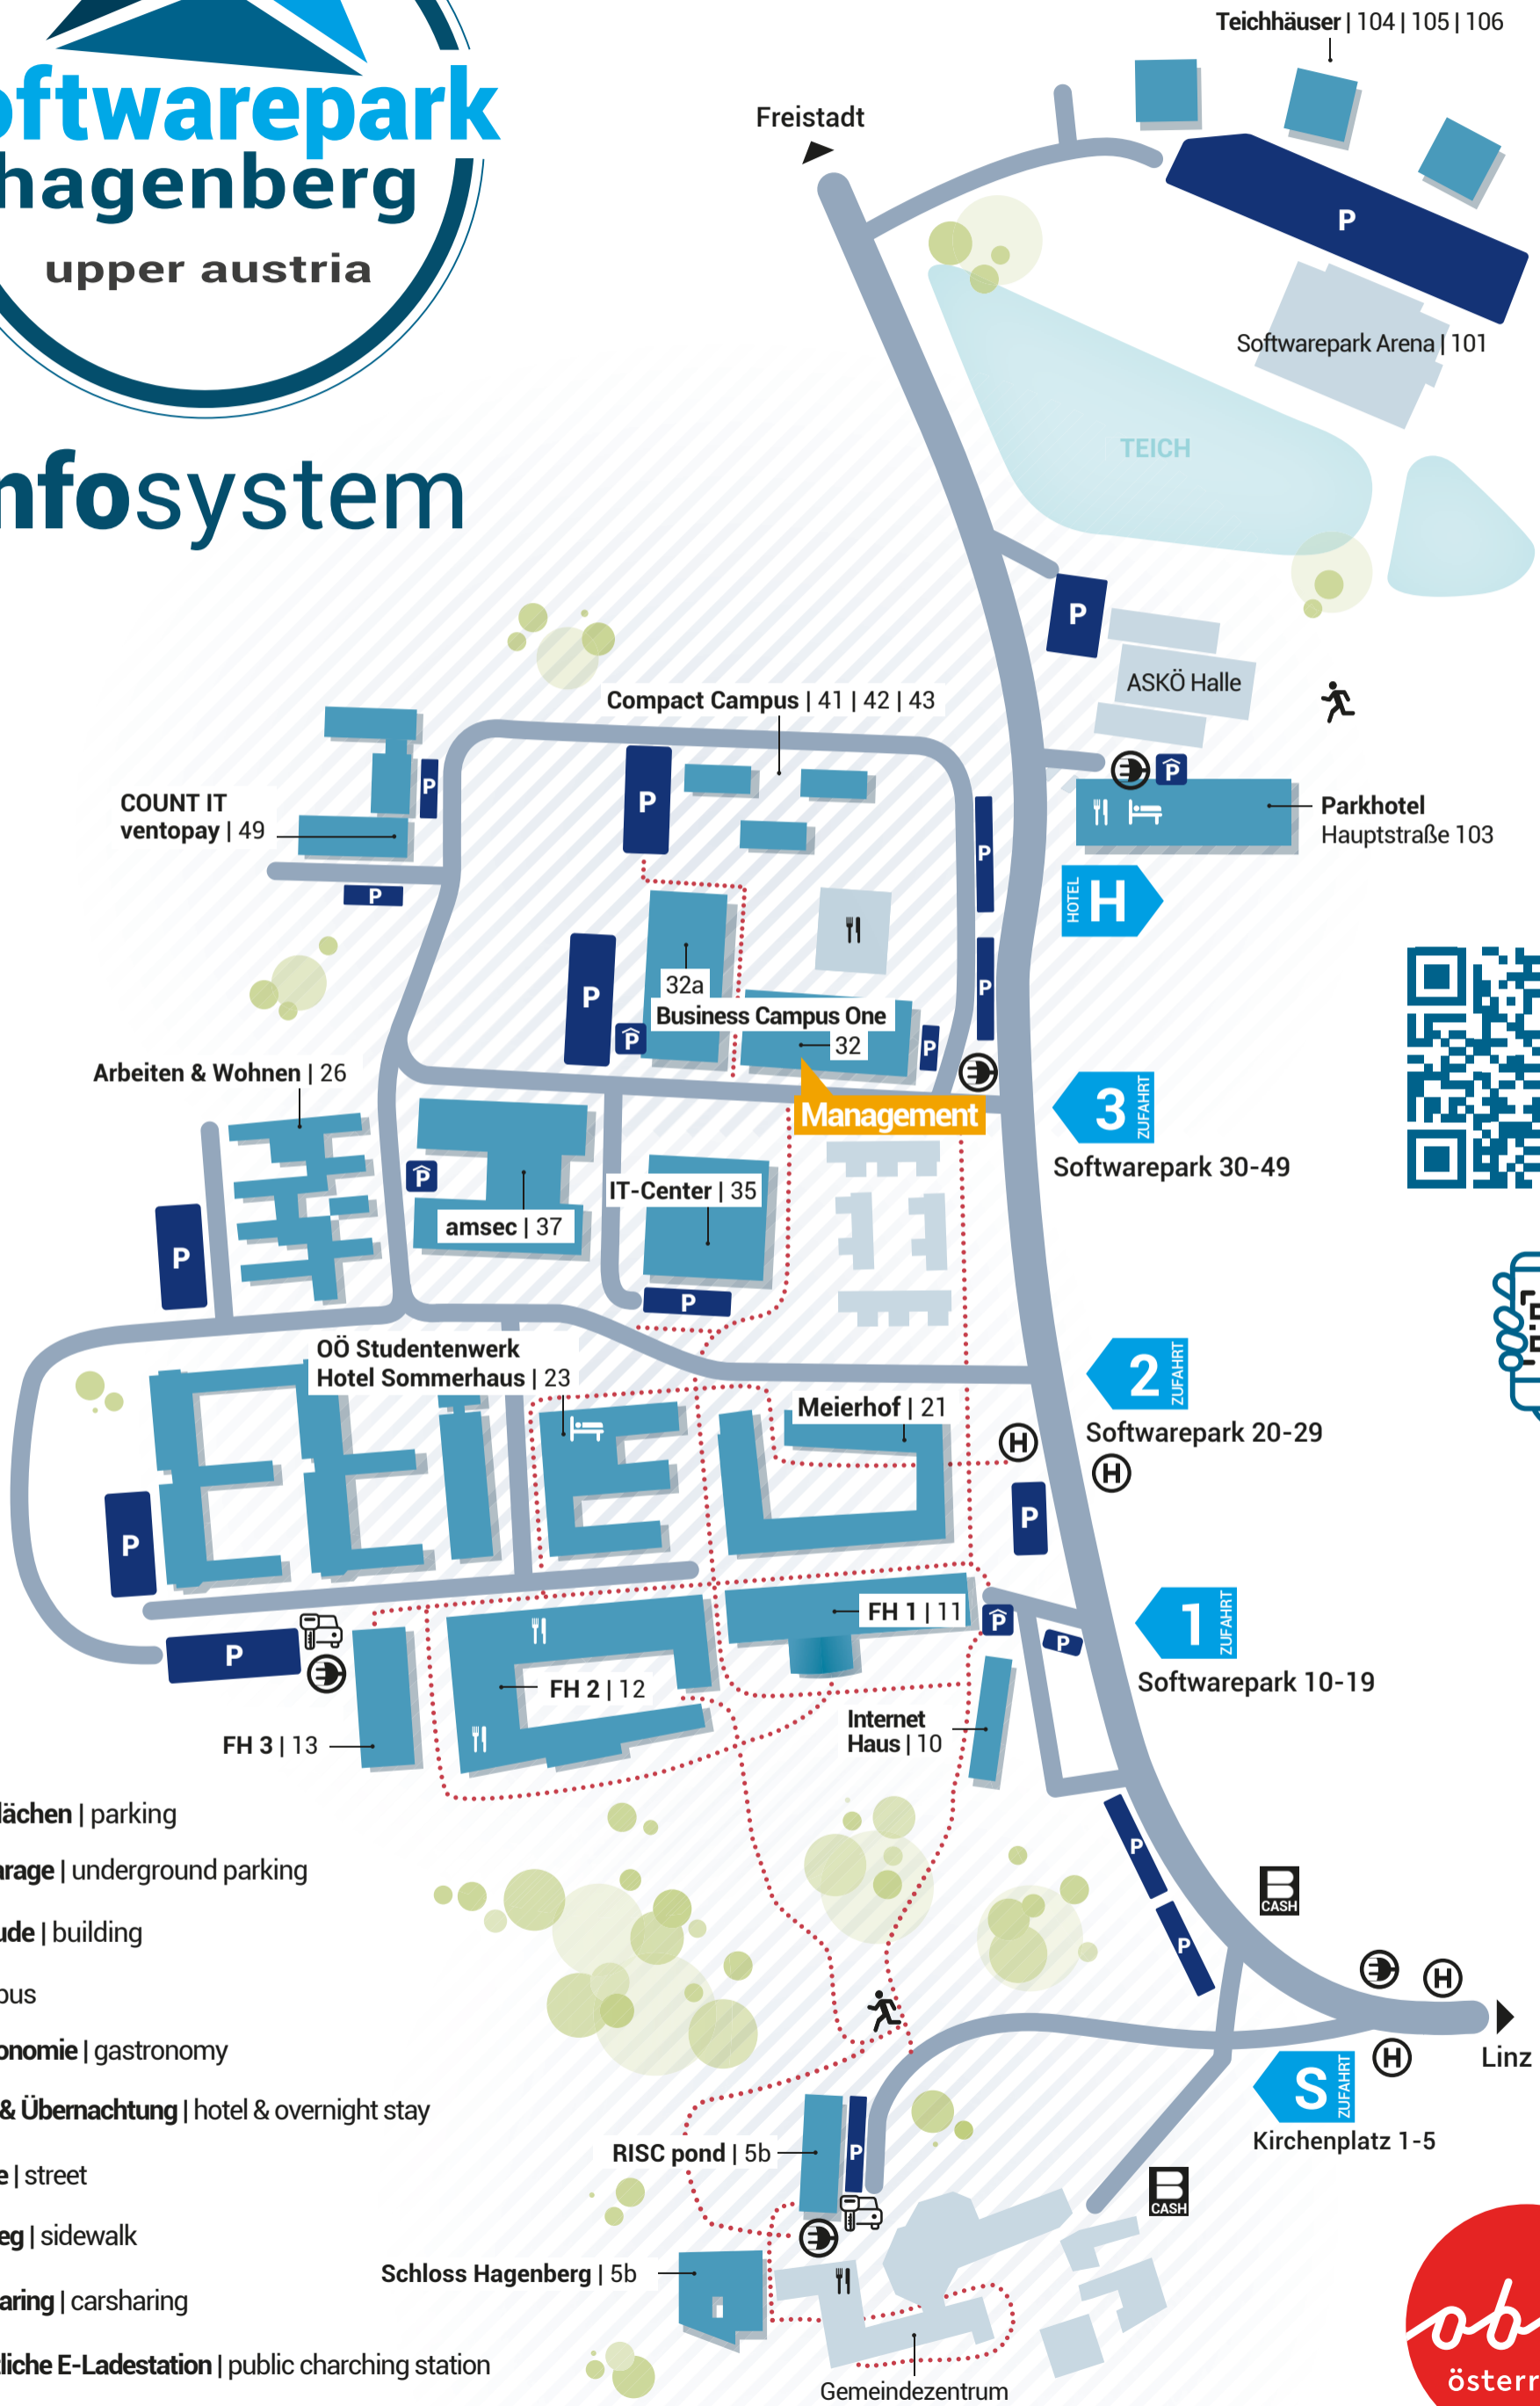 oftwarepark
hagenberg
upper austria
nfosystem
Teichhäuser | 104 | 105 | 106
Freistadt
P
Softwarepark Arena | 101
TEICH
P
ASKÖ Halle
Compact Campus | 41 | 42 | 43
COUNT IT
ventopay | 49
P
P
P
P
P
Parkhotel
Hauptstraße 103
HOTEL
H
P
32a
P
P
Business Campus One
32
P
P
Management
3
ZUFAHRT
Softwarepark 30-49
Arbeiten & Wohnen | 26
P
P
amsec | 37
IT-Center | 35
P
2
ZUFAHRT
Softwarepark 20-29
OÖ Studentenwerk
Hotel Sommerhaus | 23
Meierhof | 21
H
H
P
P
1
ZUFAHRT
Softwarepark 10-19
FH 1 | 11
P
P
P
FH 2 | 12
FH 3 | 13
Internet
Haus | 10
P
P
CASH
H
H
Linz
S
ZUFAHRT
Kirchenplatz 1-5
lächen | parking
arage | underground parking
ude | building
bus
onomie | gastronomy
& Übernachtung | hotel & overnight stay
e | street
eg | sidewalk
aring | carsharing
tliche E-Ladestation | public charching station
RISC pond | 5b
P
CASH
Schloss Hagenberg | 5b
Gemeindezentrum
ob
österr